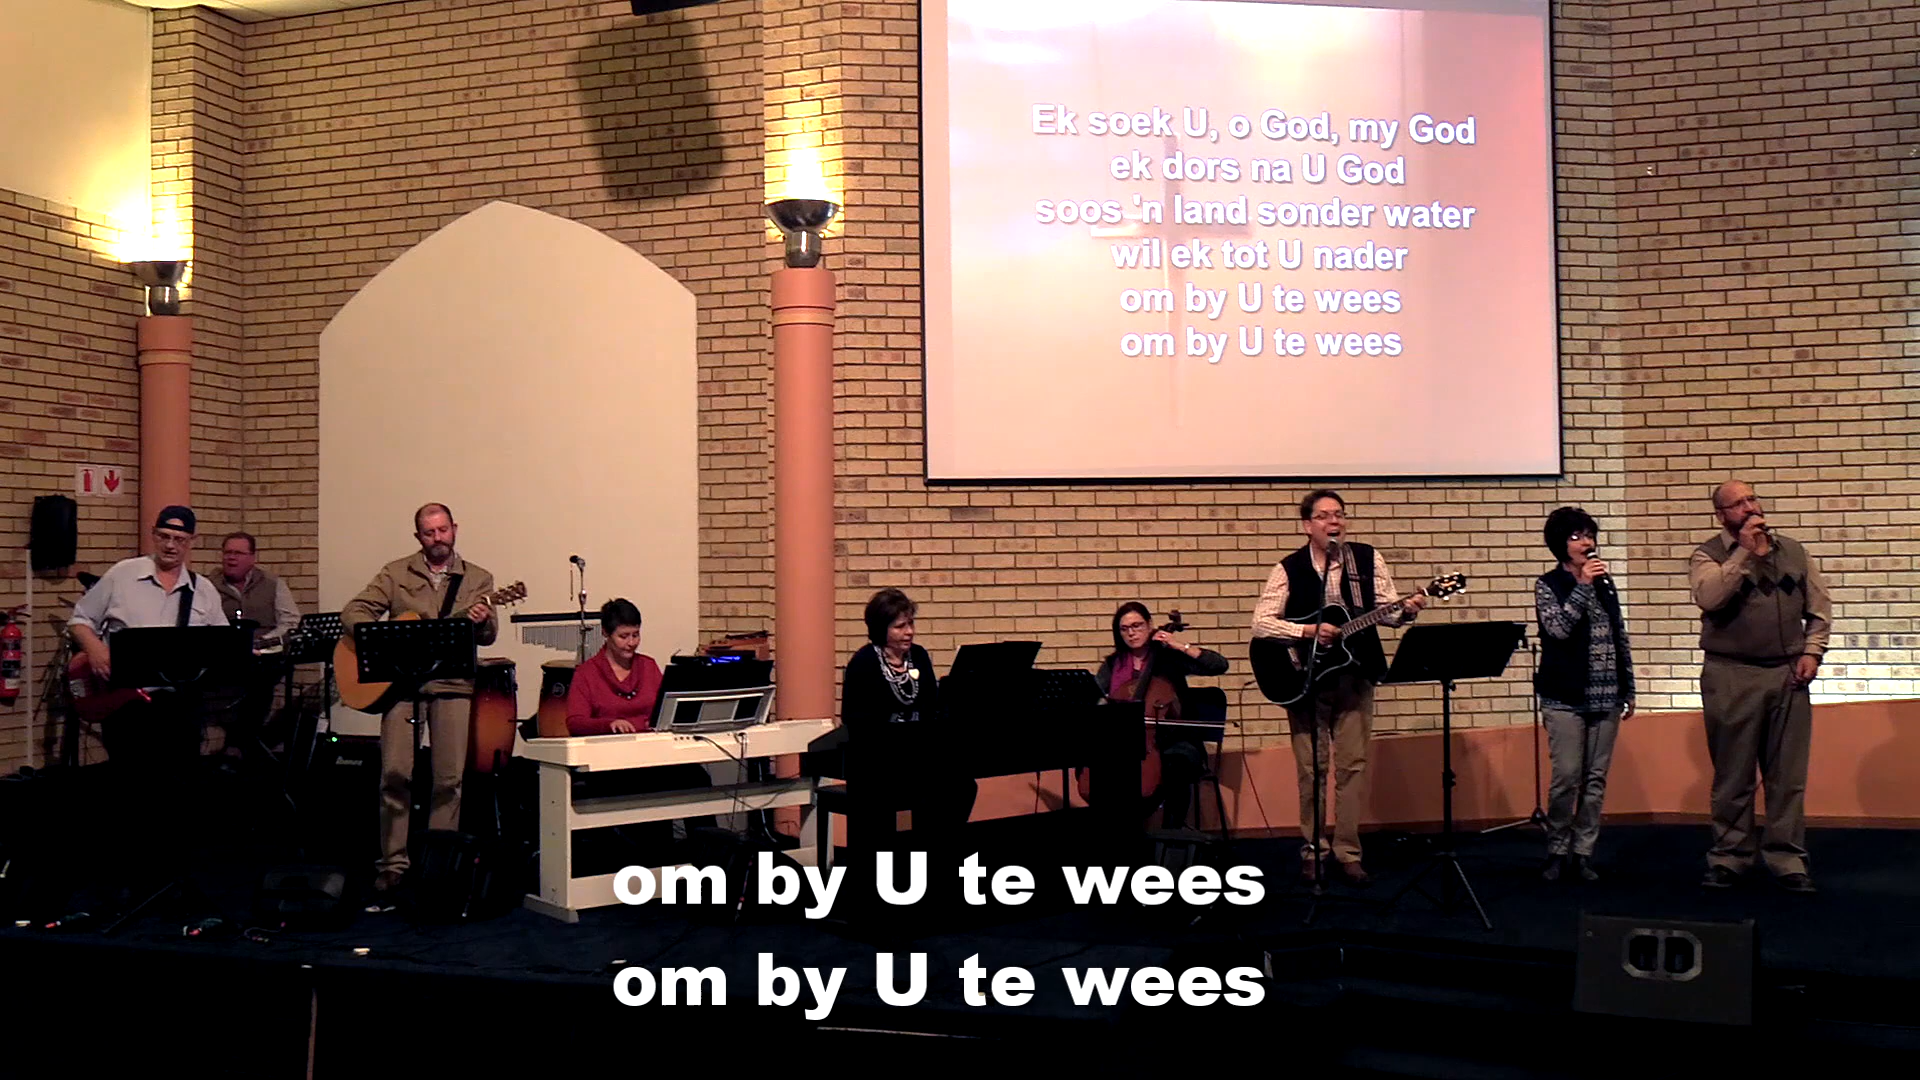 Ek soek U, o God, my God
ek dors na U God
soos 'n land sonder water
wil ek tot U nader
om by U te wees
om by U te wees
om by U te wees
om by U te wees